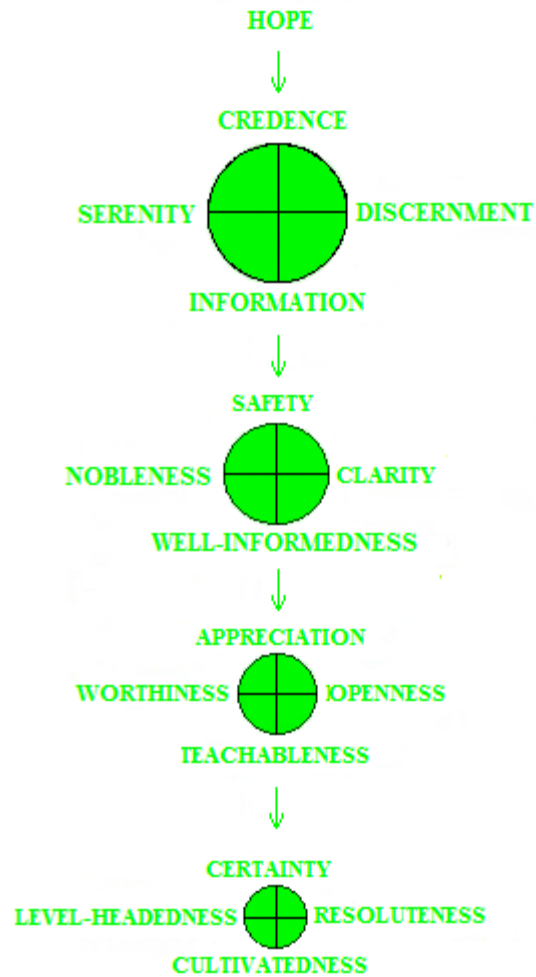 HOPE
CREDENCE
SERENITY DISCERNMENT
INFORMATION
SAFETY
NOBLENESS CLARITY
WELL-INFORMEDNESS
APPRECIATION
WORTHINESS OPENNESS
TEACHABLENESS
CERTAINTY
LEVEL-HEADEDNESS RESOLUTENESS
CULTIVATEDNESS